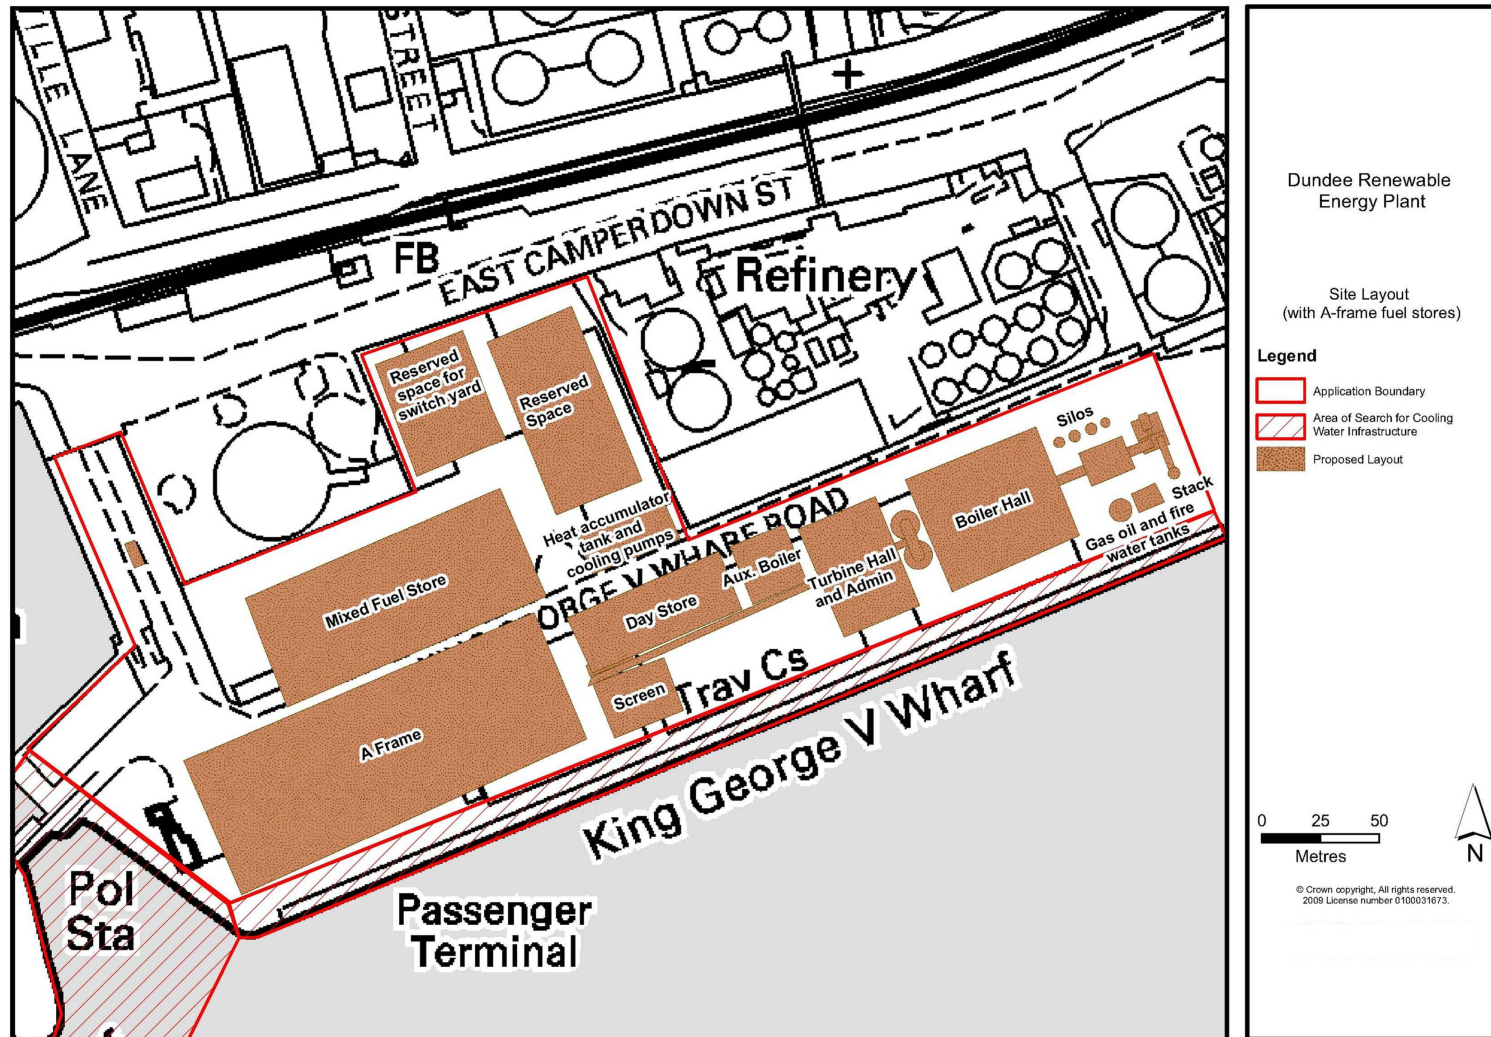 ILLE LANE
STREET
FB
EAST CAMPERDOWN ST
Refinery
Reserved
space for
switch yard
Reserved
Space
Silos
Stack
Boiler Hall
Gas oil and fire
water tanks
Heat accumulator
tank and
cooling pumps
ORGE V WHARF ROAD
Aux. Boiler
Turbine Hall
and Admin
Mixed Fuel Store
Day Store
Screen
Trav Cs
A Frame
King George V Wharf
Pol
Sta
Passenger
Terminal
Dundee Renewable
Energy Plant
Site Layout
(with A-frame fuel stores)
Legend
Application Boundary
Area of Search for Cooling
Water Infrastructure
Proposed Layout
0 25 50
Metres
N
© Crown copyright, All rights reserved.
2009 License number 0100031673.